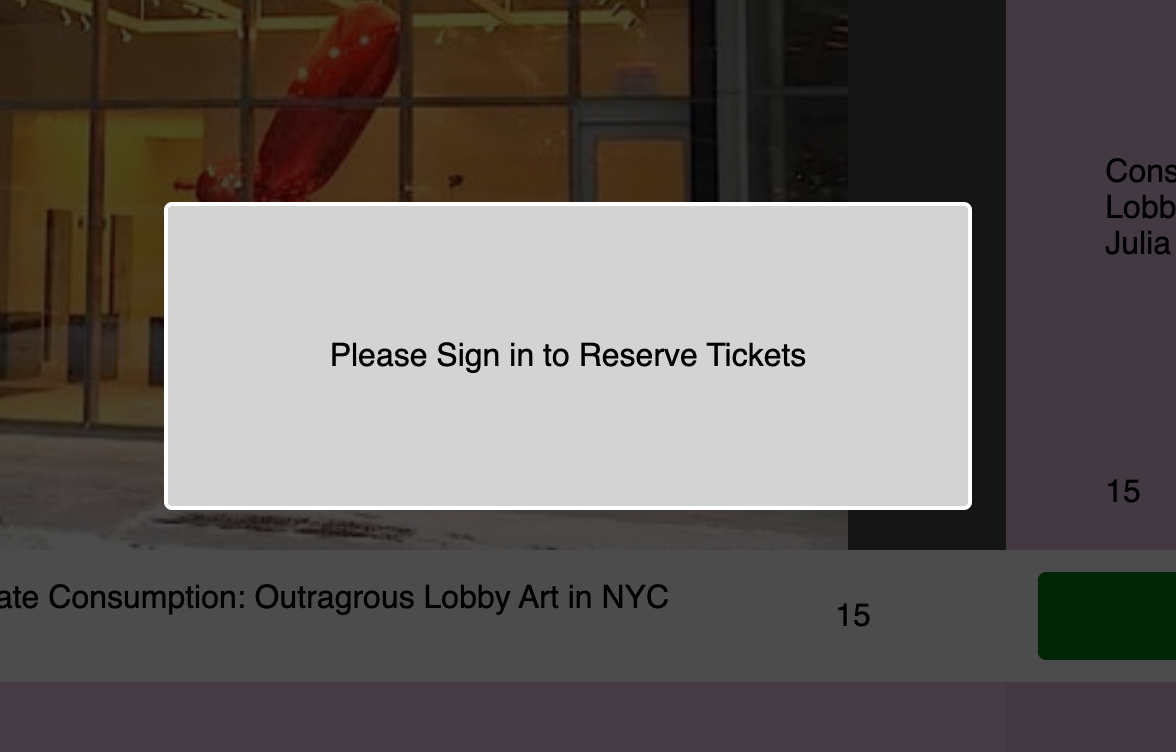 Cons
Lobb
Julia
Please Sign in to Reserve Tickets
15
ate Consumption: Outragrous Lobby Art in NYC
15